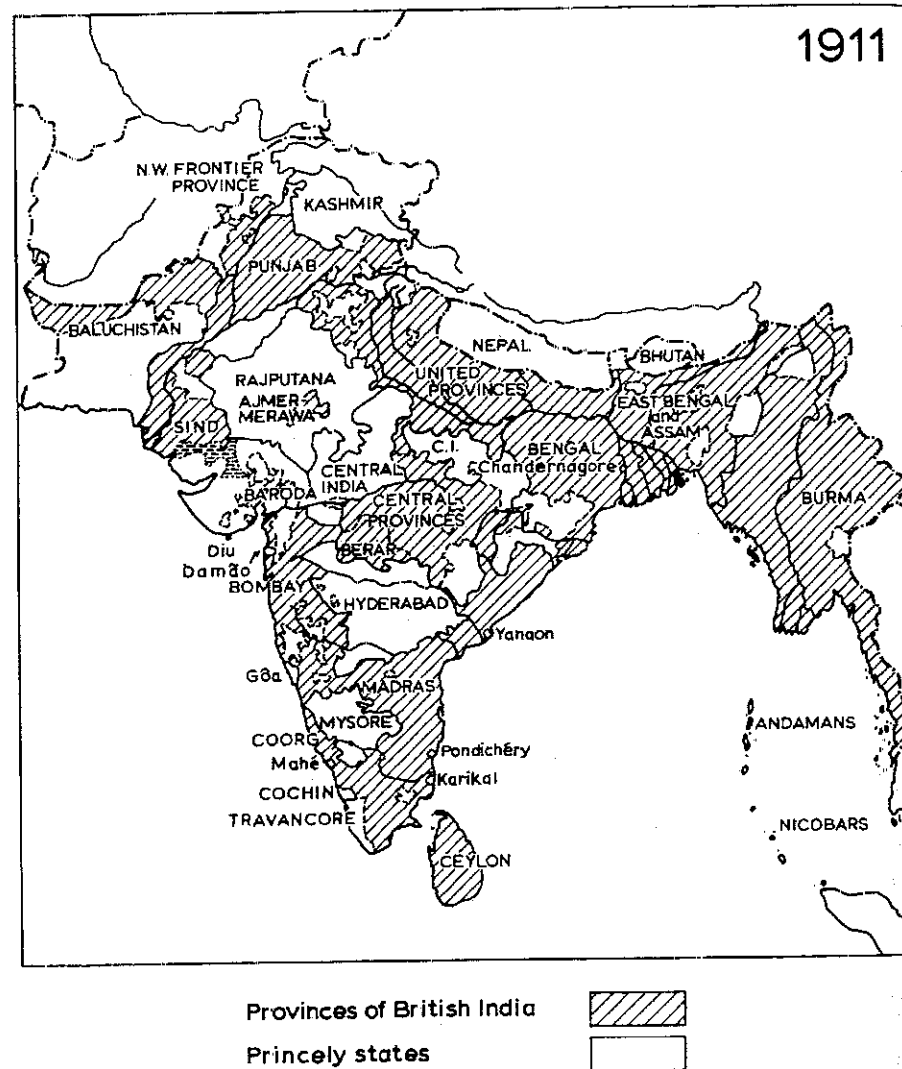 1911
N.W. FRONTIER
PROVINCE
KASHMIR
PUNJAB
BALUCHISTAN
NEPAL
BHUTAN
UNITED
PROVINCES
RAJPUTANA
AJMER-
MERAWA
EAST BENGAL
and
ASSAM
SIND
C.I.
BENGAL
Chandernagore
CENTRAL
INDIA
BARODA
CENTRAL
PROVINCES
BURMA
Diu
Damão
BERAR
BOMBAY
HYDERABAD
Yanaon
Gôa
MADRAS
MYSORE
ANDAMANS
COORG
Mahé
Pondichéry
Karikal
COCHIN
TRAVANCORE
NICOBARS
CEYLON
Provinces of British India
Princely states